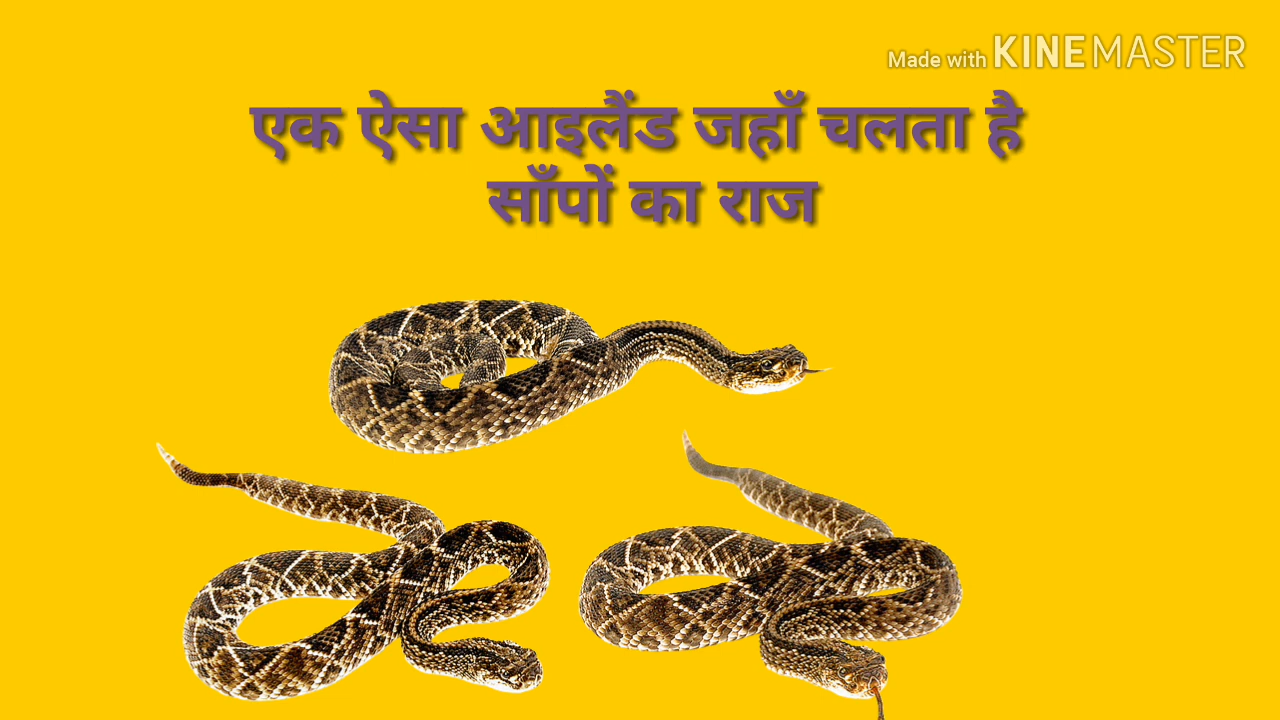 Made with KINEMASTER
एक ऐसा आइलैंड जहाँ चलता है
साँपों का राज